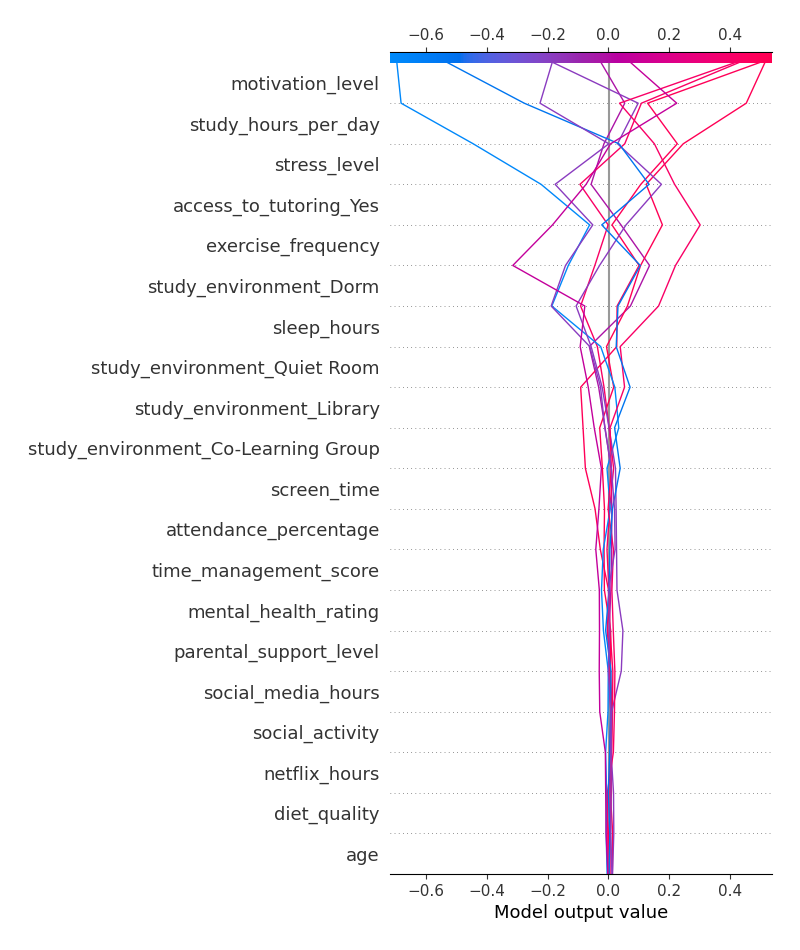 −0.6 −0.4 −0.2 0.0 0.2 0.4
motivation_level
study_hours_per_day
stress_level
access_to_tutoring_Yes
exercise_frequency
study_environment_Dorm
sleep_hours
study_environment_Quiet Room
study_environment_Library
study_environment_Co-Learning Group
screen_time
attendance_percentage
time_management_score
mental_health_rating
parental_support_level
social_media_hours
social_activity
netflix_hours
diet_quality
age
−0.6 −0.4 −0.2 0.0 0.2 0.4
Model output value